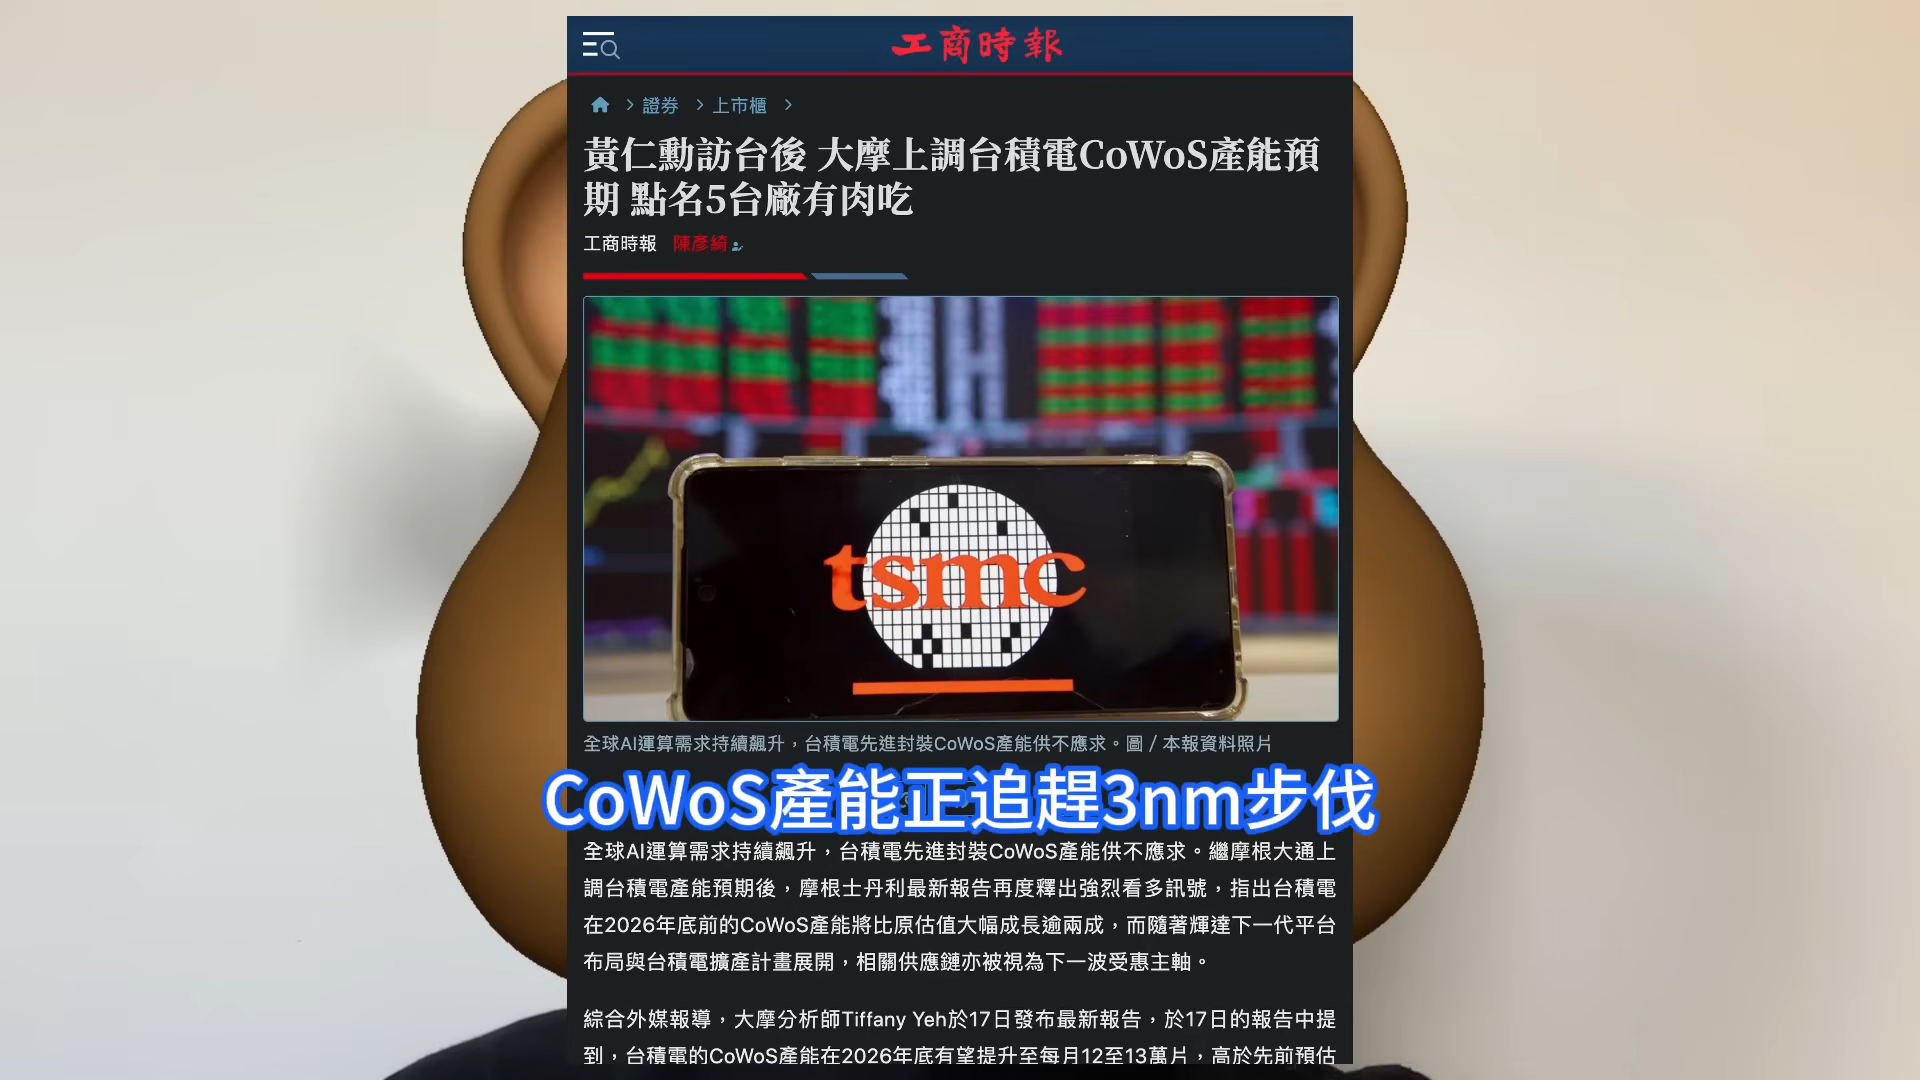 工商時報
證券 上市櫃
黃仁勳訪台後 大摩上調台積電CoWoS產能預
期 點名5台廠有肉吃
工商時報 陳彥綺
tsmc
全球AI運算需求持續飆升，台積電先進封裝CoWoS產能供不應求。圖 / 本報資料照片
CoWoS產能正追趕3nm步伐
全球AI運算需求持續飆升，台積電先進封裝CoWoS產能供不應求。繼摩根大通上
調台積電產能預期後，摩根士丹利最新報告再度釋出強烈看多訊號，指出台積電
在2026年底前的CoWoS產能將比原估值大幅成長逾兩成，而隨著輝達下一代平台
布局與台積電擴產計畫展開，相關供應鏈亦被視為下一波受惠主軸。
綜合外媒報導，大摩分析師Tiffany Yeh於17日發布最新報告，於17日的報告中提
到，台積電的CoWoS產能在2026年底有望提升至每月12至13萬片，高於先前預估